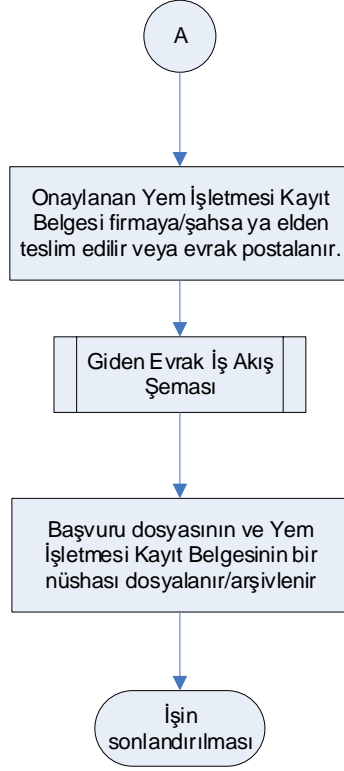 A
Onaylanan Yem İşletmesi Kayıt
Belgesi firmaya/şahsa ya elden
teslim edilir veya evrak postalanır.
Giden Evrak İş Akış
Şeması
Başvuru dosyasının ve Yem
İşletmesi Kayıt Belgesinin bir
nüshası dosyalanır/arşivlenir
İşin
sonlandırılması